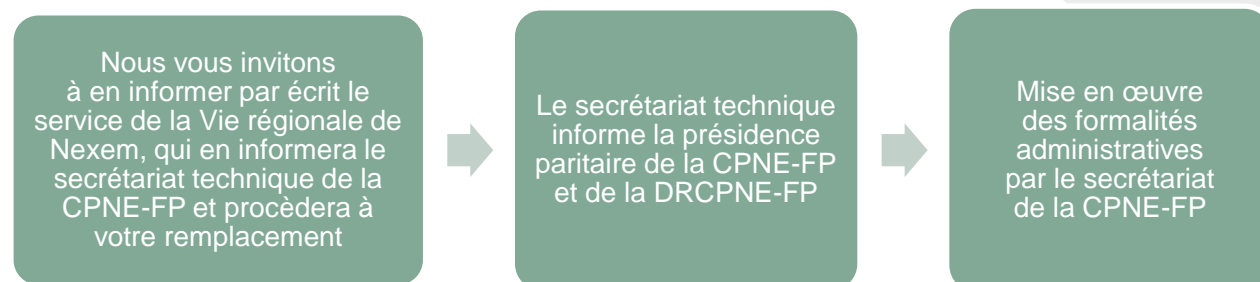 Nous vous invitons
à en informer par écrit le
service de la Vie régionale de
Nexem, qui en informera le
secrétariat technique de la
CPNE-FP et procèdera à
votre remplacement
Le secrétariat technique
informe la présidence
paritaire de la CPNE-FP
et de la DRCPNE-FP
Mise en œuvre
des formalités
administratives
par le secrétariat
de la CPNE-FP